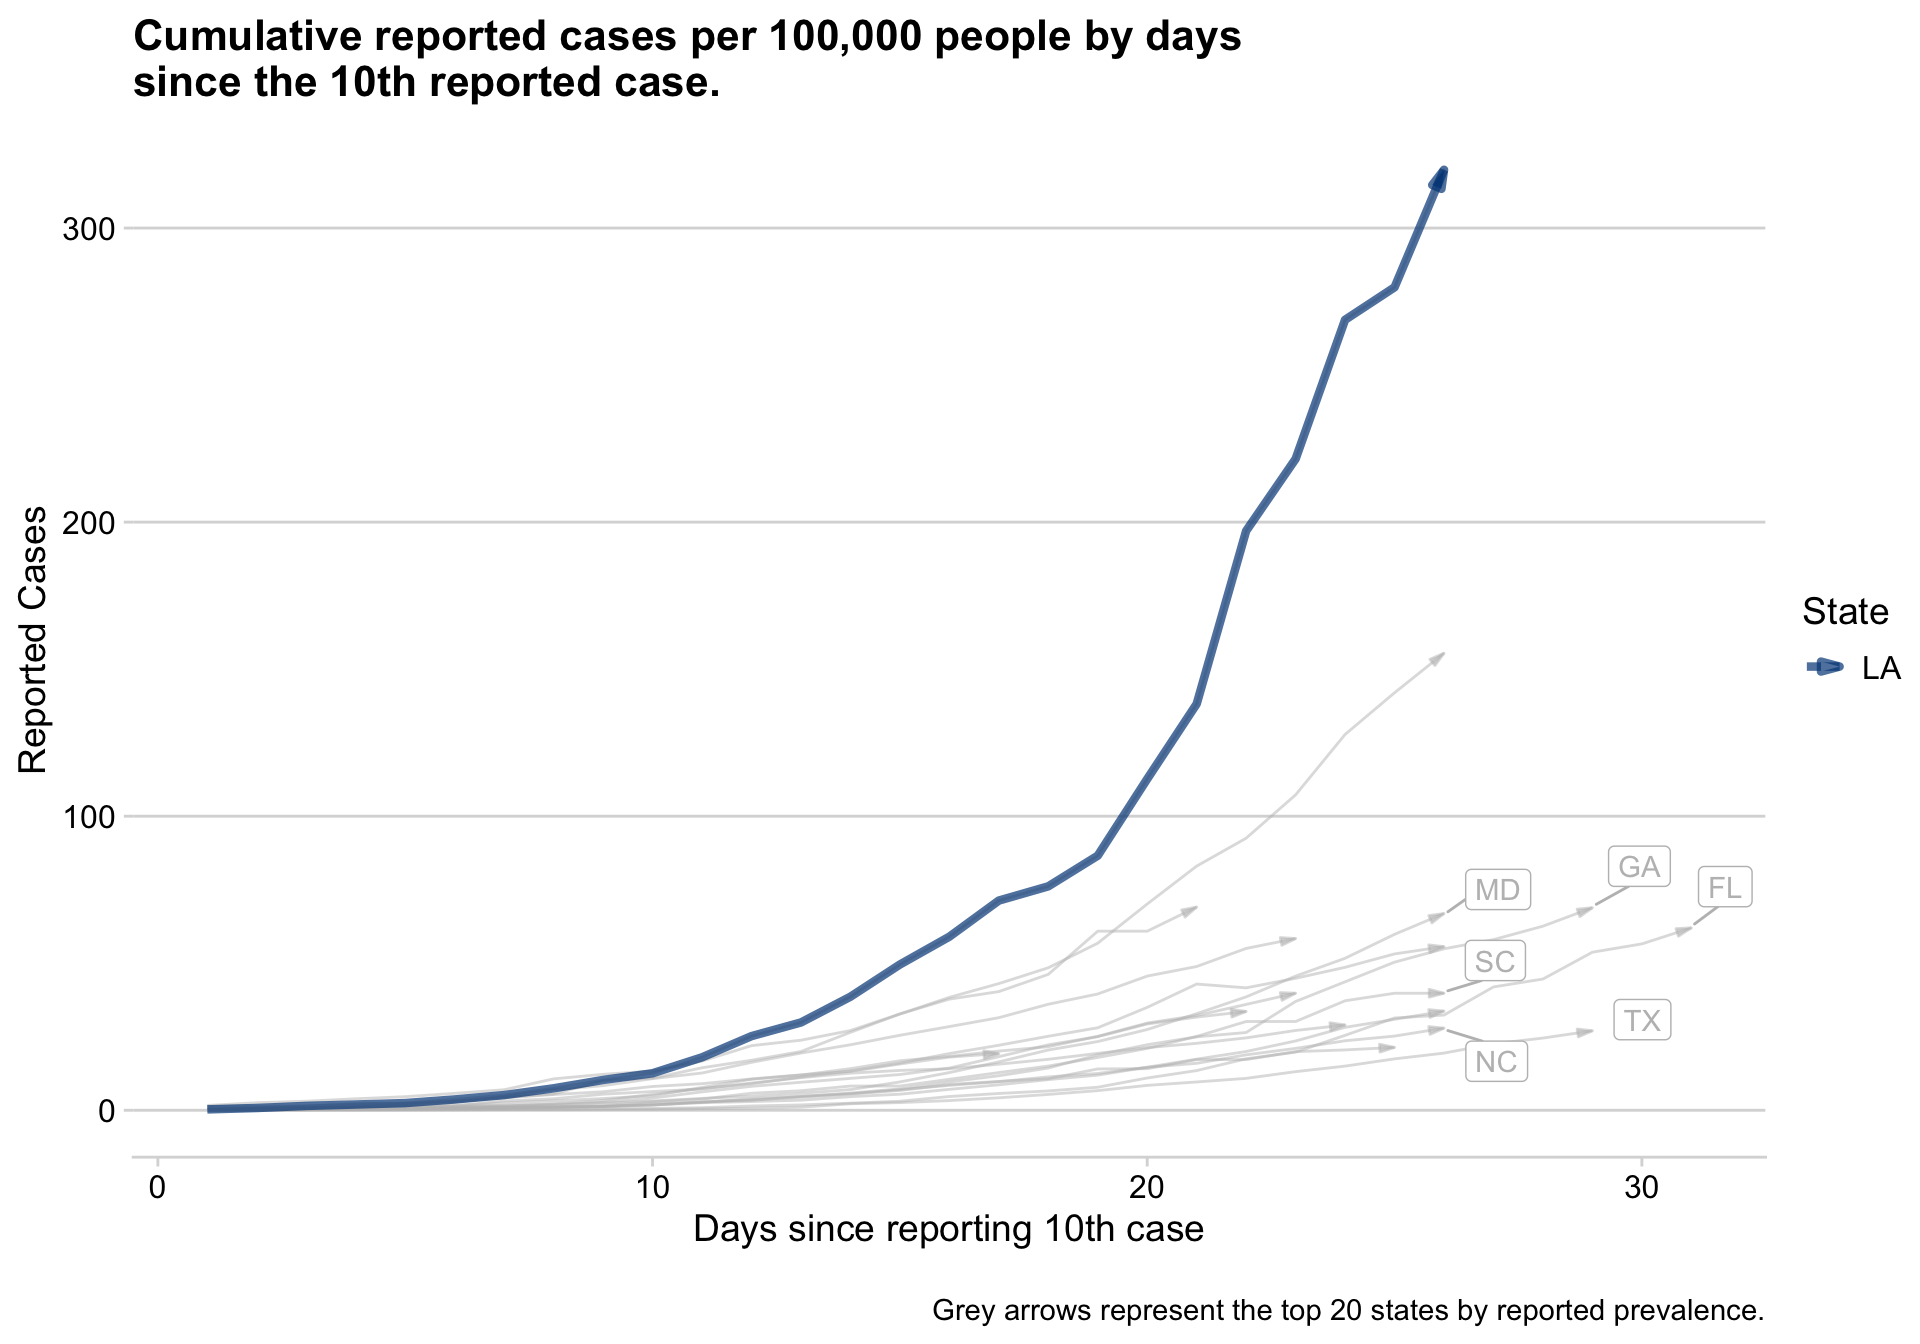 Cumulative reported cases per 100,000 people by days
since the 10th reported case.
300
200
100
0
Reported Cases
MD
GA
FL
SC
TX
NC
State
LA
0
10
20
30
Days since reporting 10th case
Grey arrows represent the top 20 states by reported prevalence.